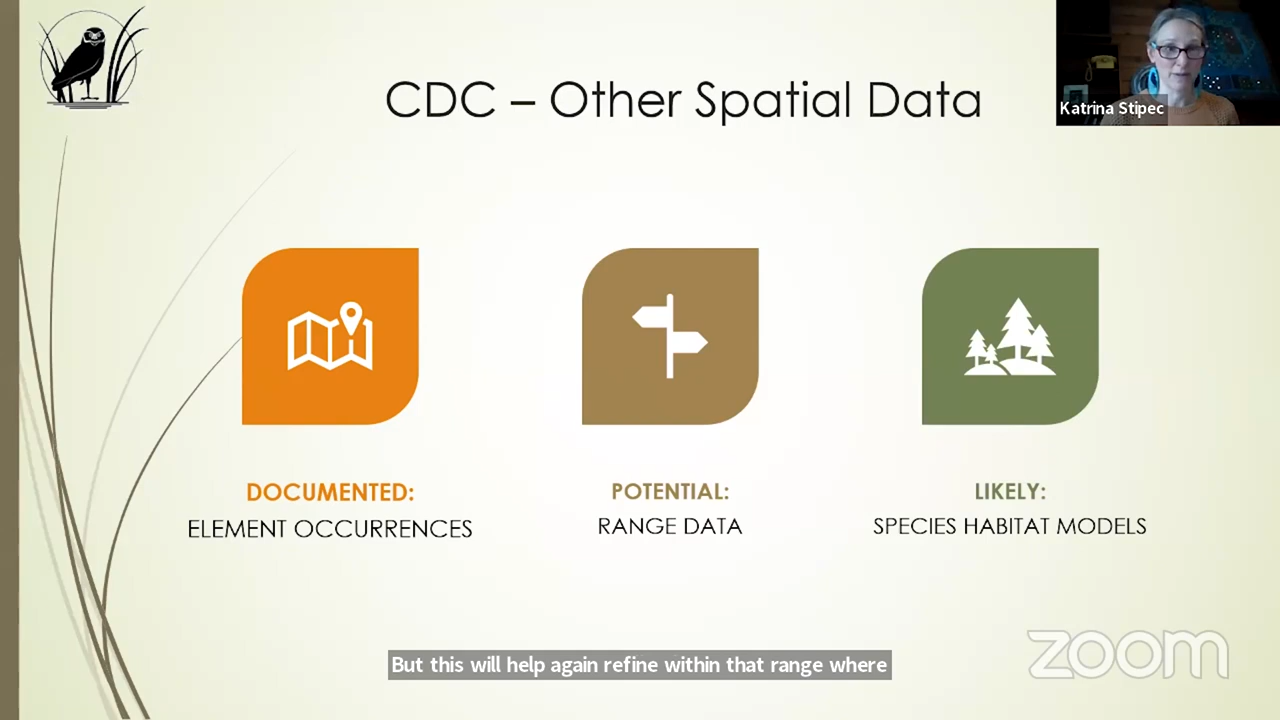 CDC – Other Spatial Data
Katrina Stipec
DOCUMENTED:
ELEMENT OCCURRENCES
POTENTIAL:
RANGE DATA
LIKELY:
SPECIES HABITAT MODELS
But this will help again refine within that range where
zoom